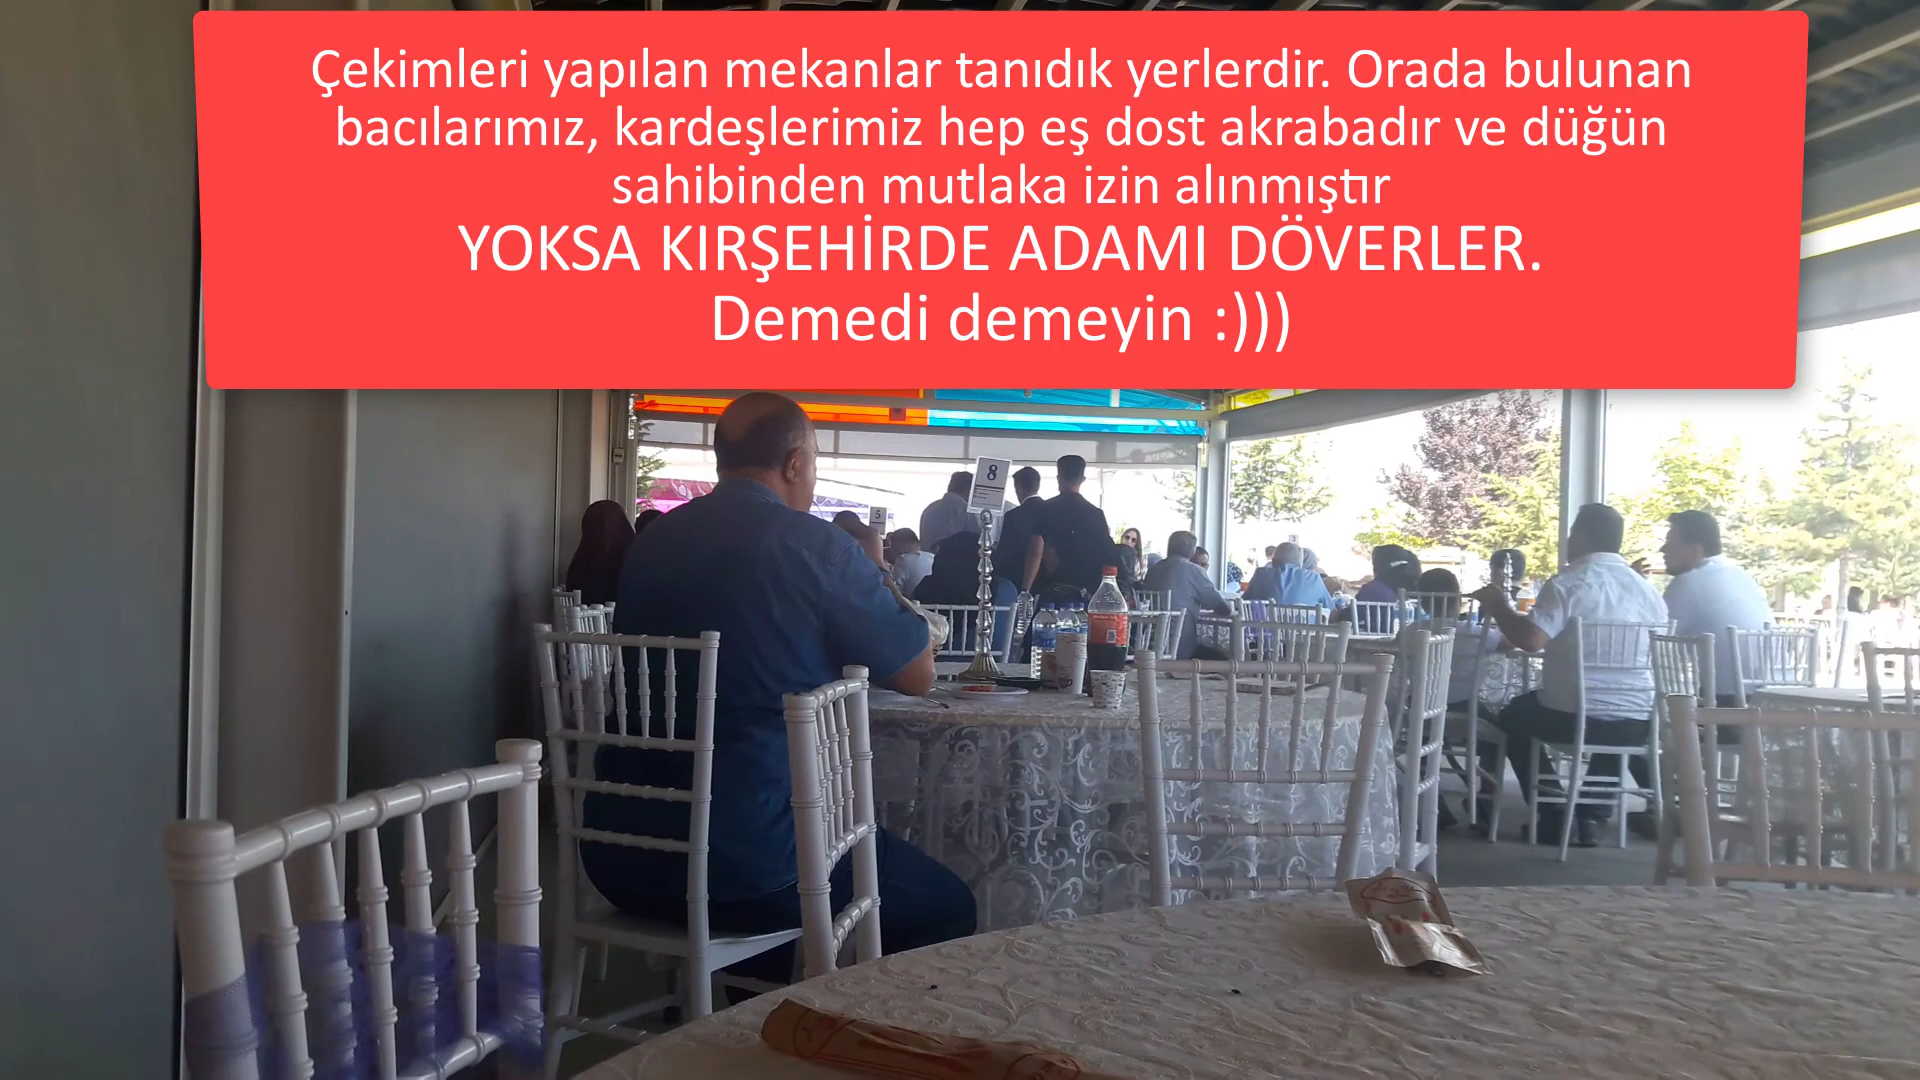 Çekimleri yapılan mekanlar tanıdık yerlerdir. Orada bulunan
bacılarımız, kardeşlerimiz hep eş dost akrabadır ve düğün
sahibinden mutlaka izin alınmıştır
YOKSA KIRŞEHİRDE ADAMI DÖVERLER.
Demedi demeyin :)))
8
5